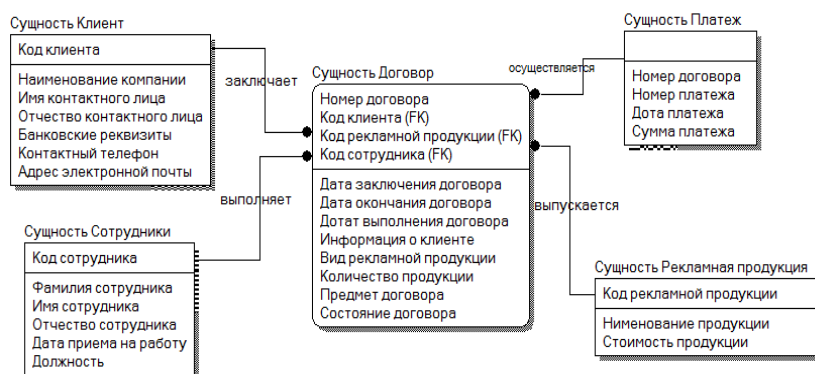 Сущность Клиент
Код клиента
Наименование компании
Имя контактного лица
Отчество контактного лица
Банковские реквизиты
Контактный телефон
Адрес электронной почты
заключает
Сущность Договор
Номер договора
Код клиента (FK)
Код рекламной продукции (FK)
Код сотрудника (FK)
Дата заключения договора
Дата окончания договора
Дотат выполнения договора
Информация о клиенте
Вид рекламной продукции
Количество продукции
Предмет договора
Состояние договора
осуществляется
Сущность Платеж
Номер договора
Номер платежа
Дота платежа
Сумма платежа
выполняет
выпускается
Сущность Сотрудники
Код сотрудника
Фамилия сотрудника
Имя сотрудника
Отчество сотрудника
Дата приема на работу
Должность
Сущность Рекламная продукция
Код рекламной продукции
Нименование продукции
Стоимость продукции